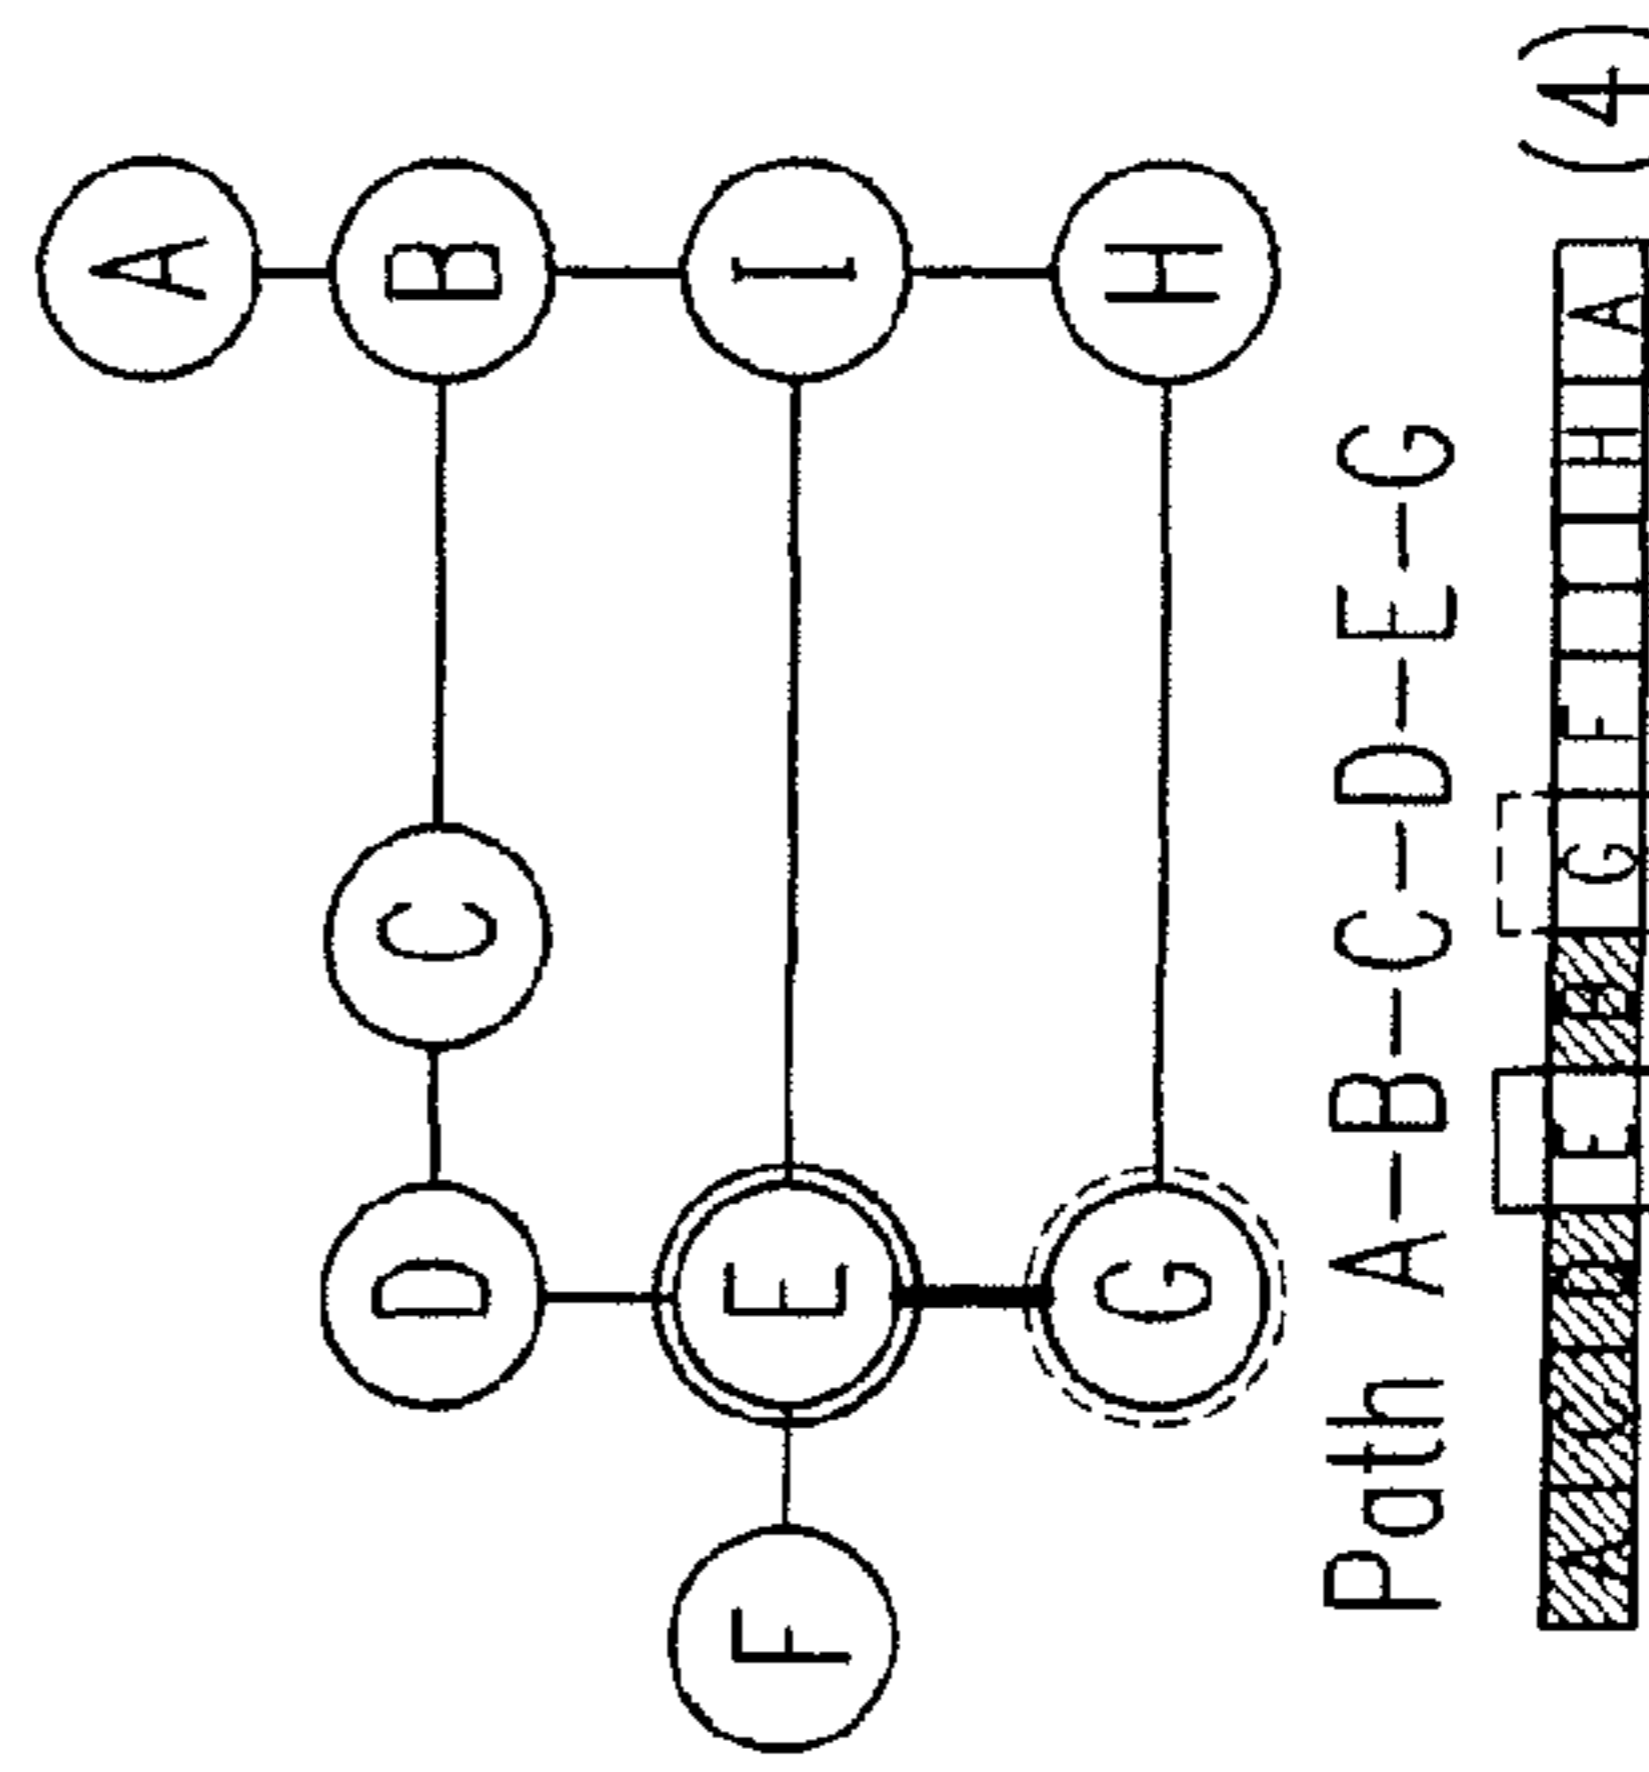 A
D C B
F E I
G H
Path A-B-C-D-E-G
A C E H G F I H A (4)